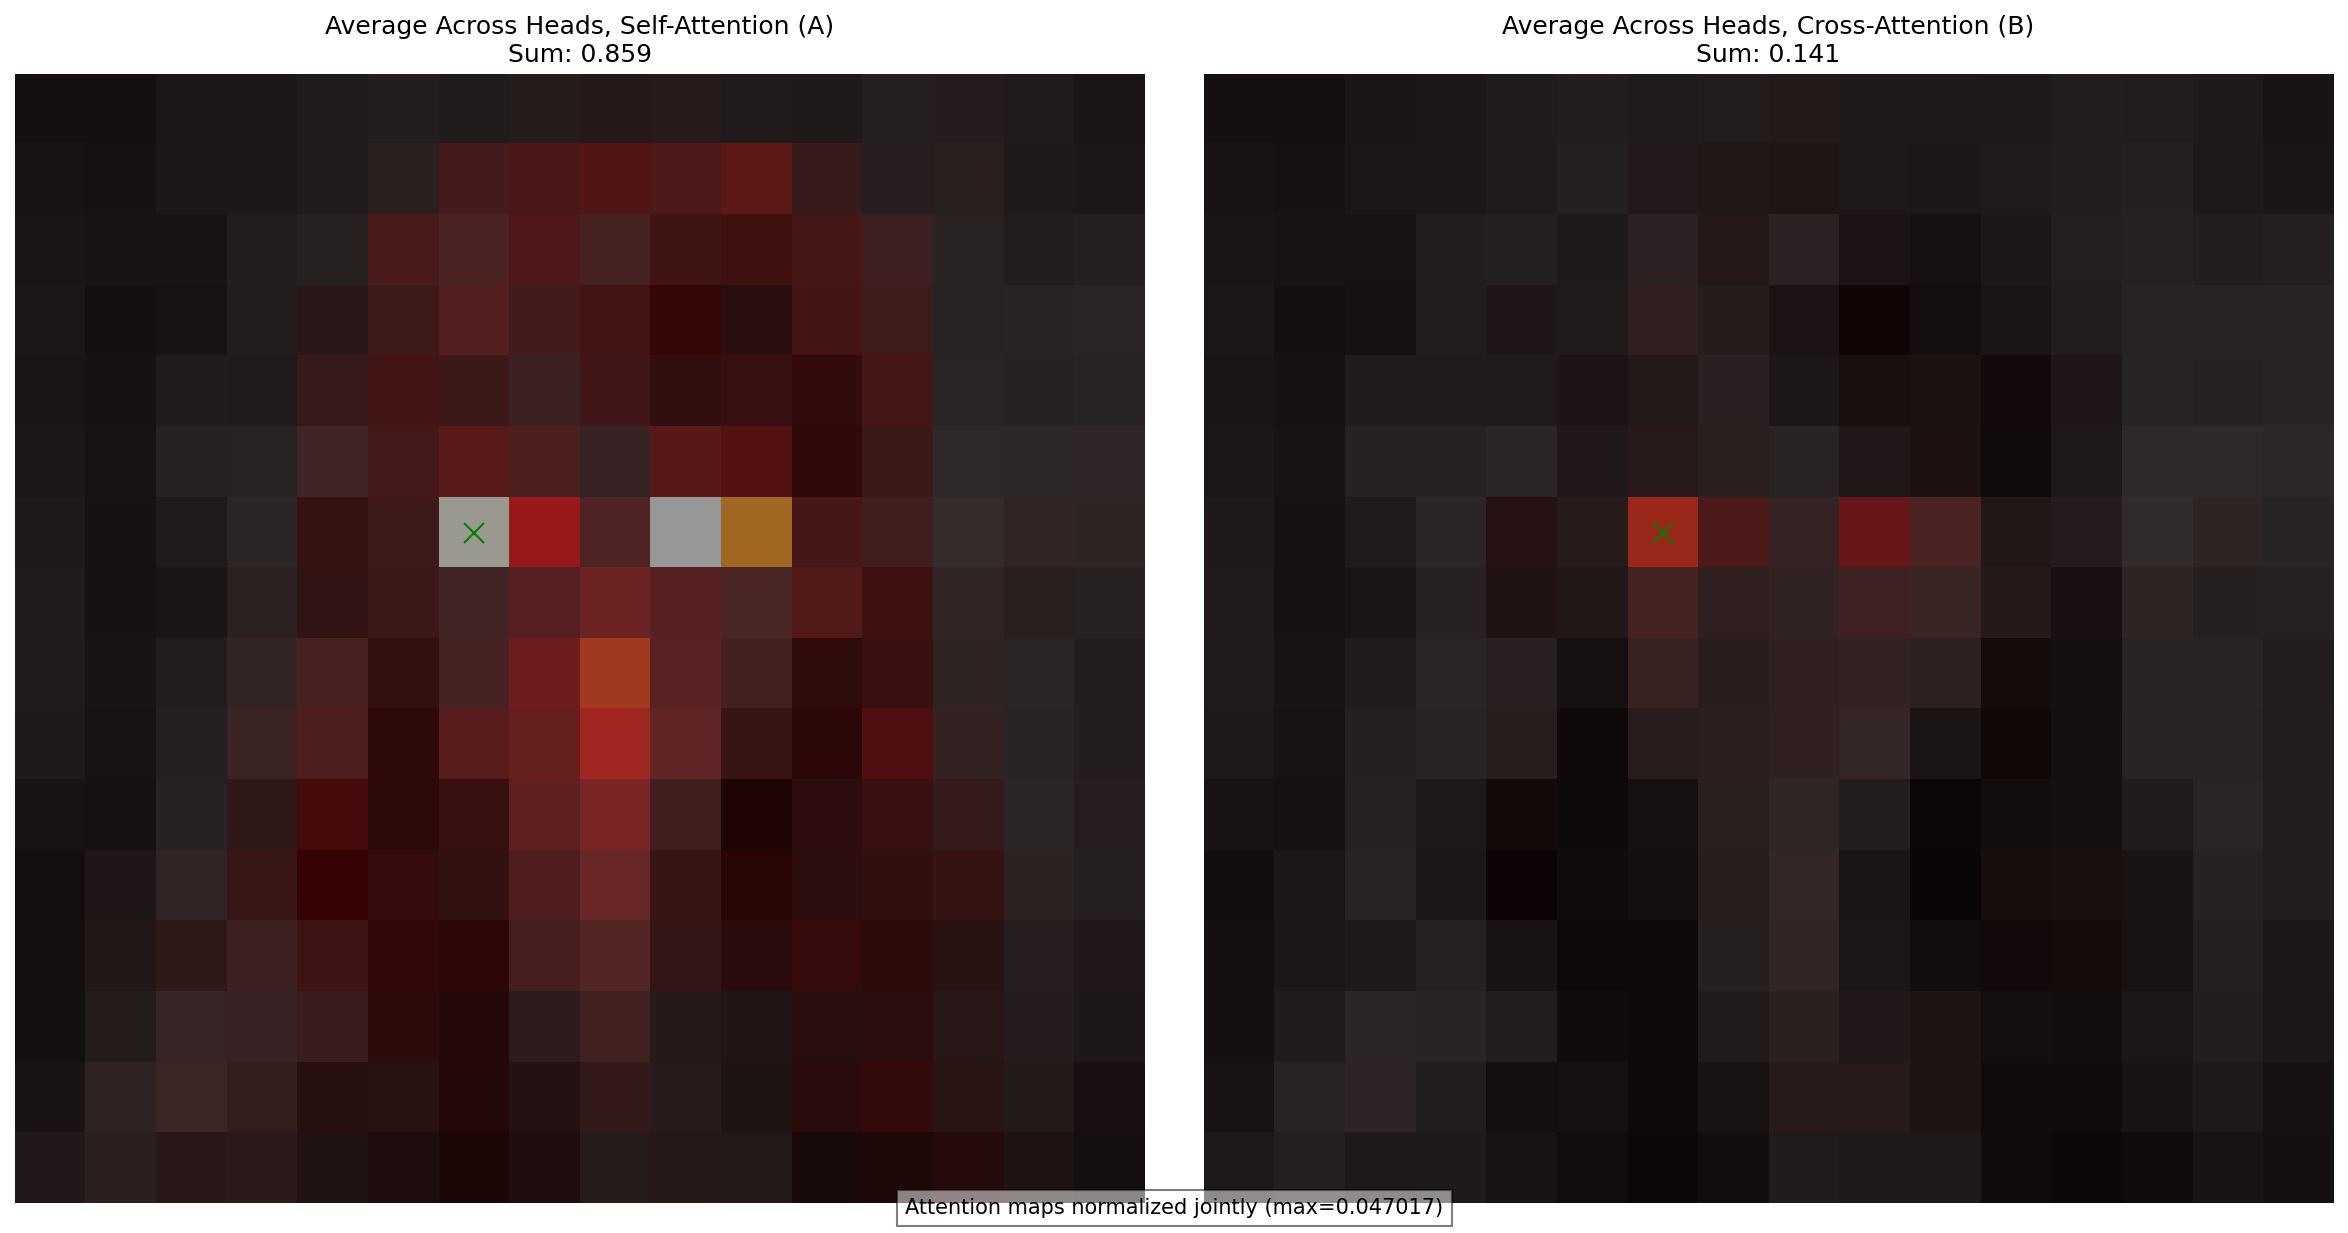 Average Across Heads, Self-Attention (A)
Sum: 0.859
Average Across Heads, Cross-Attention (B)
Sum: 0.141
Attention maps normalized jointly (max=0.047017)